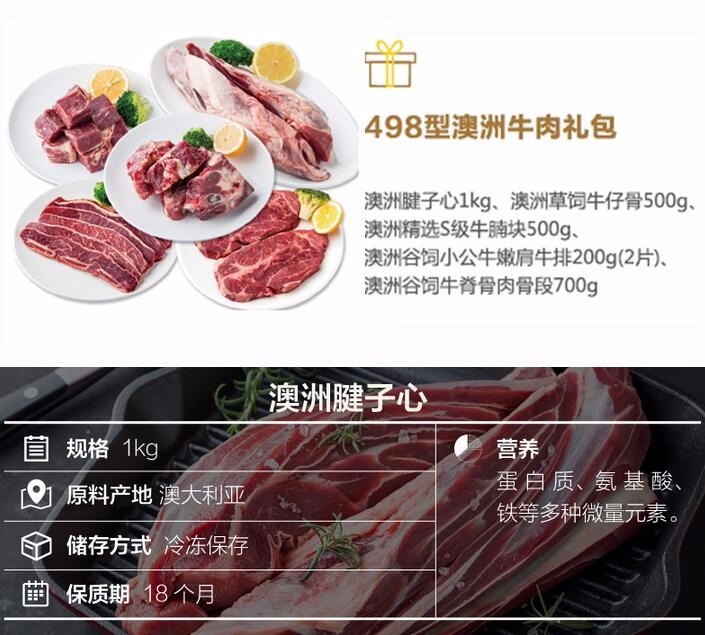 498型澳洲牛肉礼包
澳洲腱子心1kg、澳洲草饲牛仔骨500g、
澳洲精选S级牛腩块500g、
澳洲谷饲小公牛嫩肩牛排200g(2片)、
澳洲谷饲牛脊骨肉骨段700g
澳洲腱子心
规格 1kg
原料产地 澳大利亚
储存方式 冷冻保存
保质期 18个月
营养
蛋白质、氨基酸、
铁等多种微量元素。